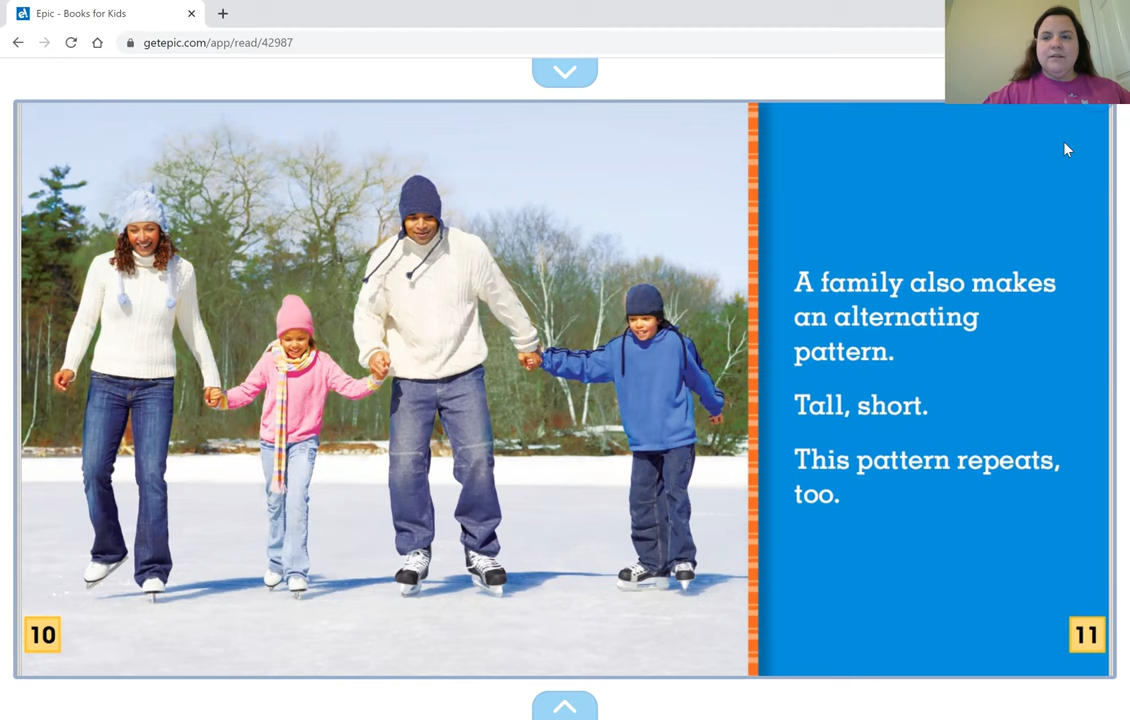 Epic - Books for Kids
getepic.com/app/read/42987
A family also makes
an alternating
pattern.
Tall, short.
This pattern repeats,
too.
10
11